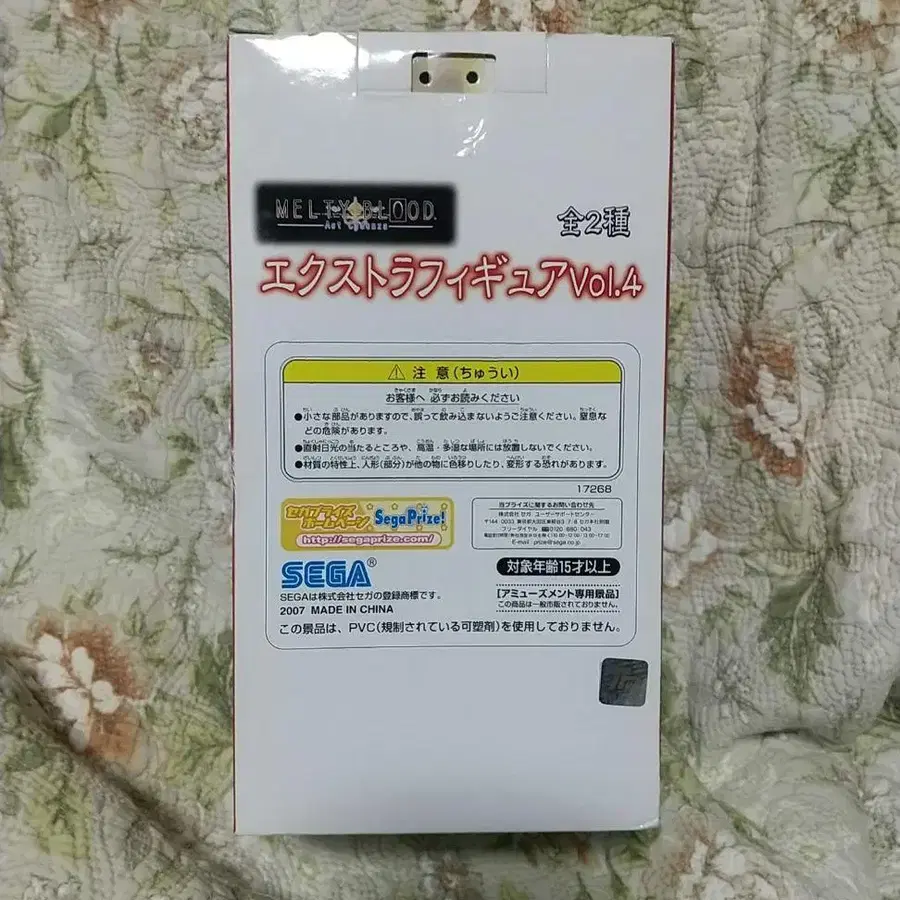 MELTY BLOOD
Act Cadenza
全2種
エクストラフィギュアVol.4
⚠ 注意(ちゅうい)
お客様へ 必ずお読みください
●小さな部品がありますので、誤って飲み込まないようご注意ください。窒息な
どの危険があります。
●直射日光の当たるところや、高温・多湿な場所には放置しないでください。
●材質の特性上、人形(部分)が他の物に色移りしたり、変形する恐れがあります。
17268
セガプライズ
ホームページ
SegaPrize!
http://segaprize.com/
当プライズに関するお問い合わせ先
株式会社 セガ ユーザーサポートセンター
E-mail prize@sega.co.jp
SEGA®
対象年齢15才以上
SEGAは株式会社セガの登録商標です。
[アミューズメント専用景品]
2007 MADE IN CHINA
この商品は一般市販されておりません。
この景品は、PVC(規制されている可塑剤)を使用しておりません。